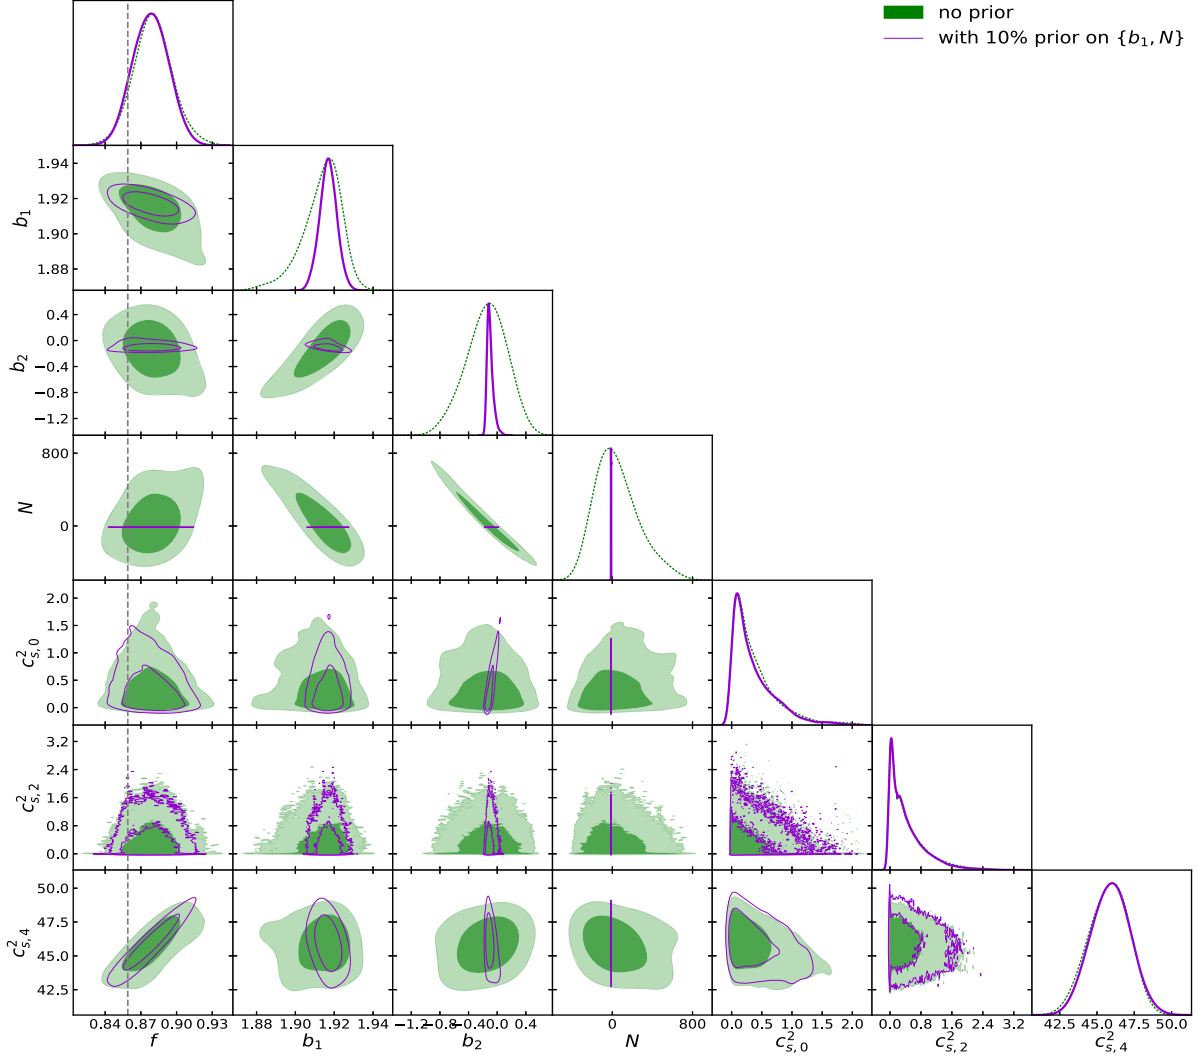 no prior
with 10% prior on {b₁, N}
1.94
1.92
1.90
1.88
b₁
0.4
0.0
−0.4
−0.8
−1.2
b₂
800
0
N
2.0
1.5
1.0
0.5
0.0
c²ₛ,₀
3.2
2.4
1.6
0.8
0.0
c²ₛ,₂
50.0
47.5
45.0
42.5
c²ₛ,₄
0.84 0.87 0.90 0.93 1.88 1.90 1.92 1.94 −1.2 −0.8 −0.4 0.0 0.4 0 800 0.0 0.5 1.0 1.5 2.0 0.0 0.8 1.6 2.4 3.2 42.5 45.0 47.5 50.0
f b₁ b₂ N c²ₛ,₀ c²ₛ,₂ c²ₛ,₄